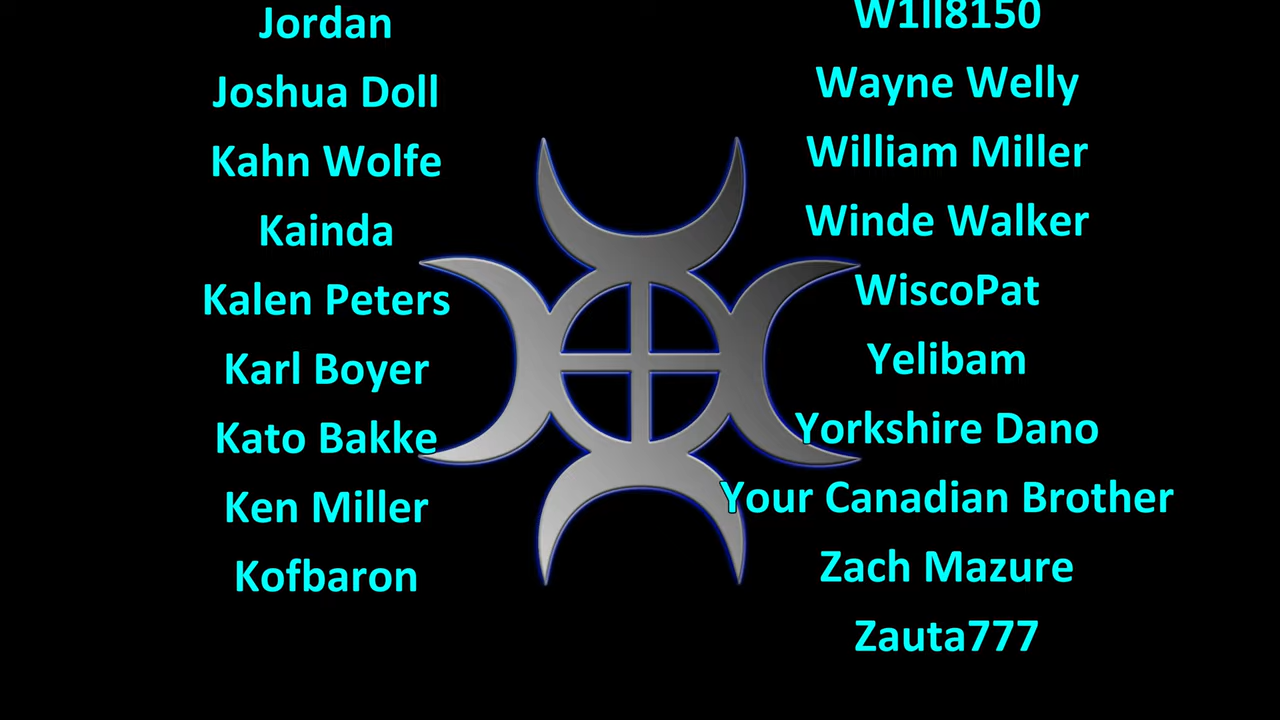 Jordan
Joshua Doll
Kahn Wolfe
Kainda
Kalen Peters
Karl Boyer
Kato Bakke
Ken Miller
Kofbaron
W1ll8150
Wayne Welly
William Miller
Winde Walker
WiscoPat
Yelibam
Yorkshire Dano
Your Canadian Brother
Zach Mazure
Zauta777